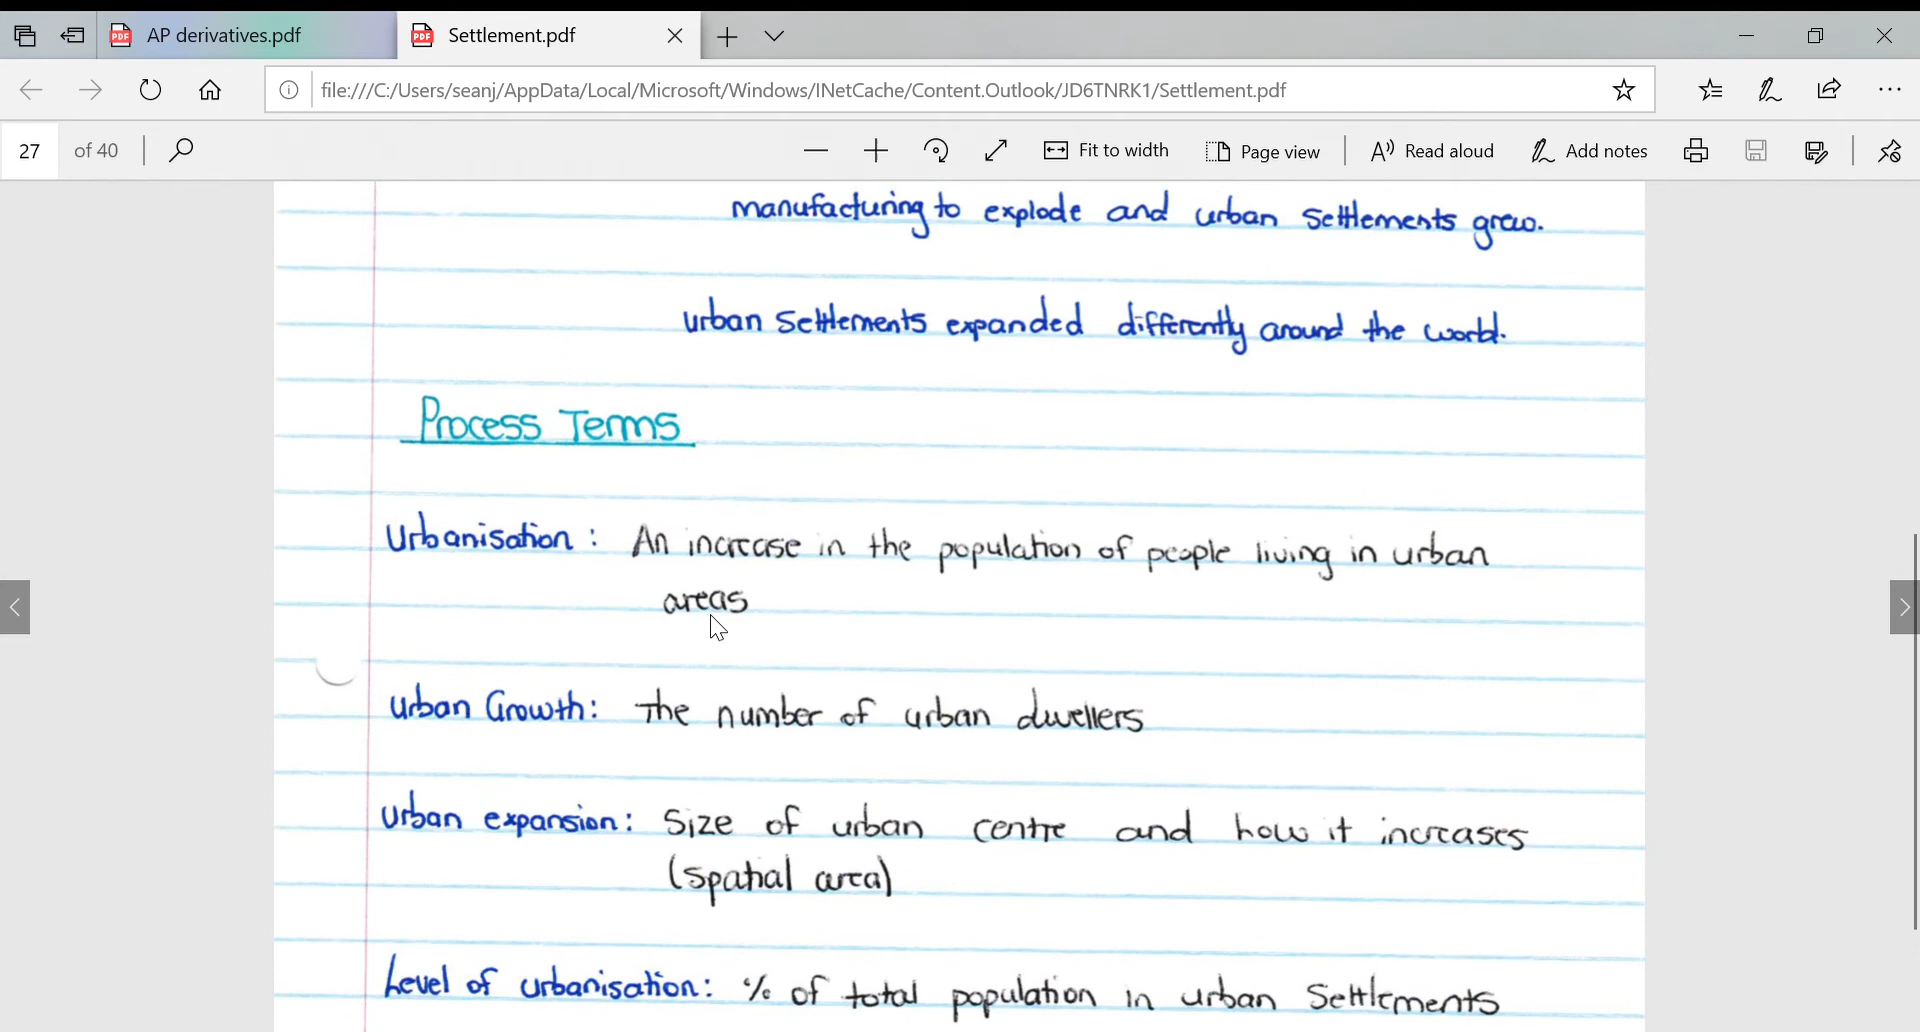 AP derivatives.pdf
Settlement.pdf
file:///C:/Users/seanj/AppData/Local/Microsoft/Windows/INetCache/Content.Outlook/JD6TNRK1/Settlement.pdf
27 of 40
Fit to width
Page view
Read aloud
Add notes
manufacturing to explode and urban settlements grew.
urban settlements expanded differently around the world.
Process Terms
Urbanisation: An increase in the population of people living in urban
areas
urban Growth: The number of urban dwellers
urban expansion: Size of urban centre and how it increases
(spatial area)
Level of urbanisation: % of total population in urban settlements